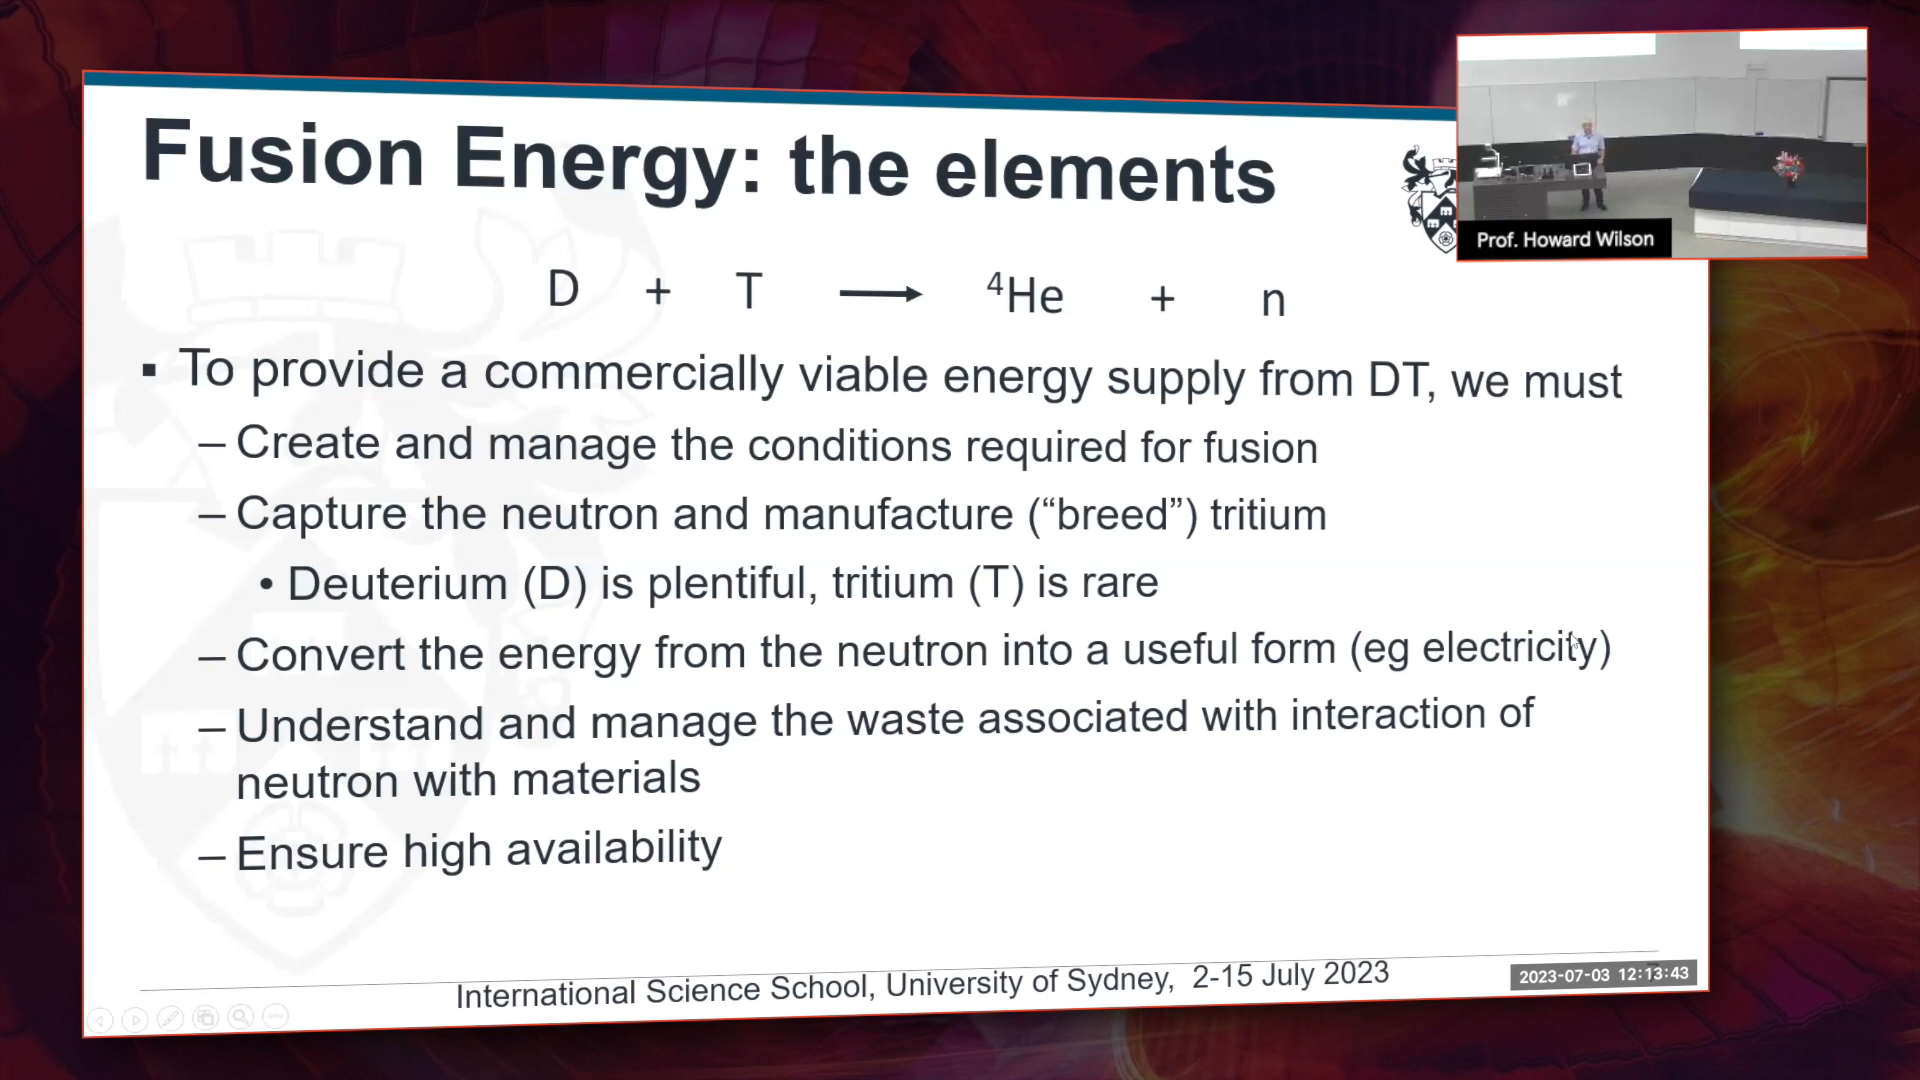 Fusion Energy: the elements
Prof. Howard Wilson
D + T ⟶ ⁴He + n
▪ To provide a commercially viable energy supply from DT, we must
– Create and manage the conditions required for fusion
– Capture the neutron and manufacture (“breed”) tritium
• Deuterium (D) is plentiful, tritium (T) is rare
– Convert the energy from the neutron into a useful form (eg electricity)
– Understand and manage the waste associated with interaction of
neutron with materials
– Ensure high availability
International Science School, University of Sydney, 2-15 July 2023
2023-07-03 12:13:43